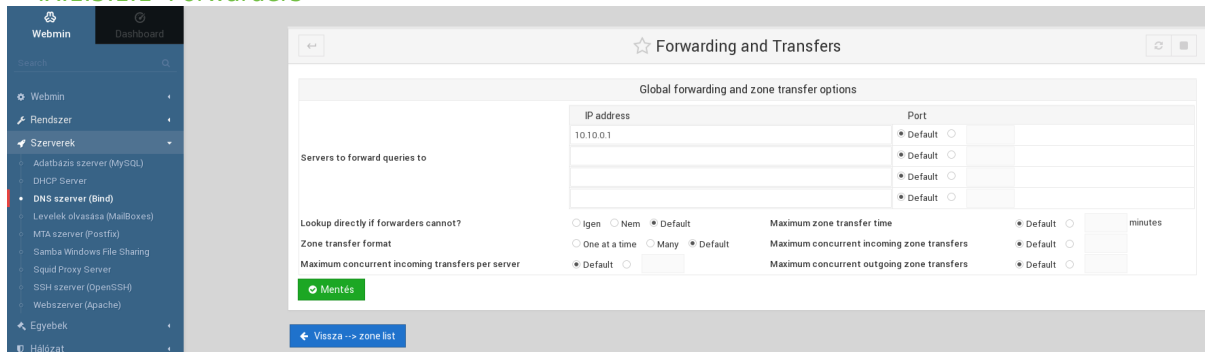 Webmin
Dashboard
Search
Webmin
Rendszer
Szerverek
Adatbázis szerver (MySQL)
DHCP Server
DNS szerver (Bind)
Levelek olvasása (MailBoxes)
MTA szerver (Postfix)
Samba Windows File Sharing
Squid Proxy Server
SSH szerver (OpenSSH)
Webszerver (Apache)
Egyebek
Hálózat
Forwarding and Transfers
Global forwarding and zone transfer options
IP address Port
Servers to forward queries to
10.10.0.1 Default
Default
Default
Default
Lookup directly if forwarders cannot? Igen Nem Default Maximum zone transfer time Default minutes
Zone transfer format One at a time Many Default Maximum concurrent incoming zone transfers Default
Maximum concurrent incoming transfers per server Default Maximum concurrent outgoing zone transfers Default
Mentés
Vissza --> zone list